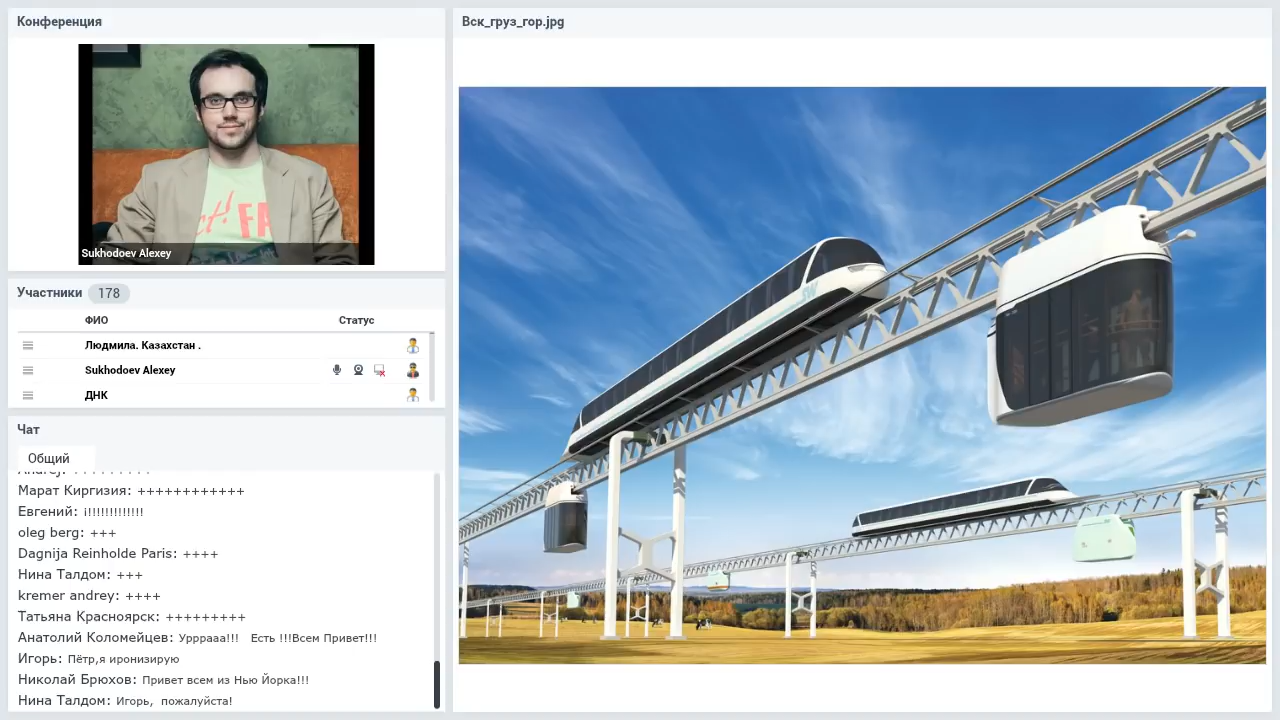 Конференция
Sukhodoev Alexey
Участники 178
ФИО Статус
Людмила. Казахстан .
Sukhodoev Alexey
ДНК
Чат
Общий
Andrej: +++++++++
Марат Киргизия: ++++++++++++
Евгений: ¡!!!!!!!!!!!!!
oleg berg: +++
Dagnija Reinholde Paris: ++++
Нина Талдом: +++
kremer andrey: ++++
Татьяна Красноярск: +++++++++
Анатолий Коломейцев: Урррааа!!! Есть !!!Всем Привет!!!
Игорь: Пётр,я иронизирую
Николай Брюхов: Привет всем из Нью Йорка!!!
Нина Талдом: Игорь, пожалуйста!
Вск_груз_гор.jpg